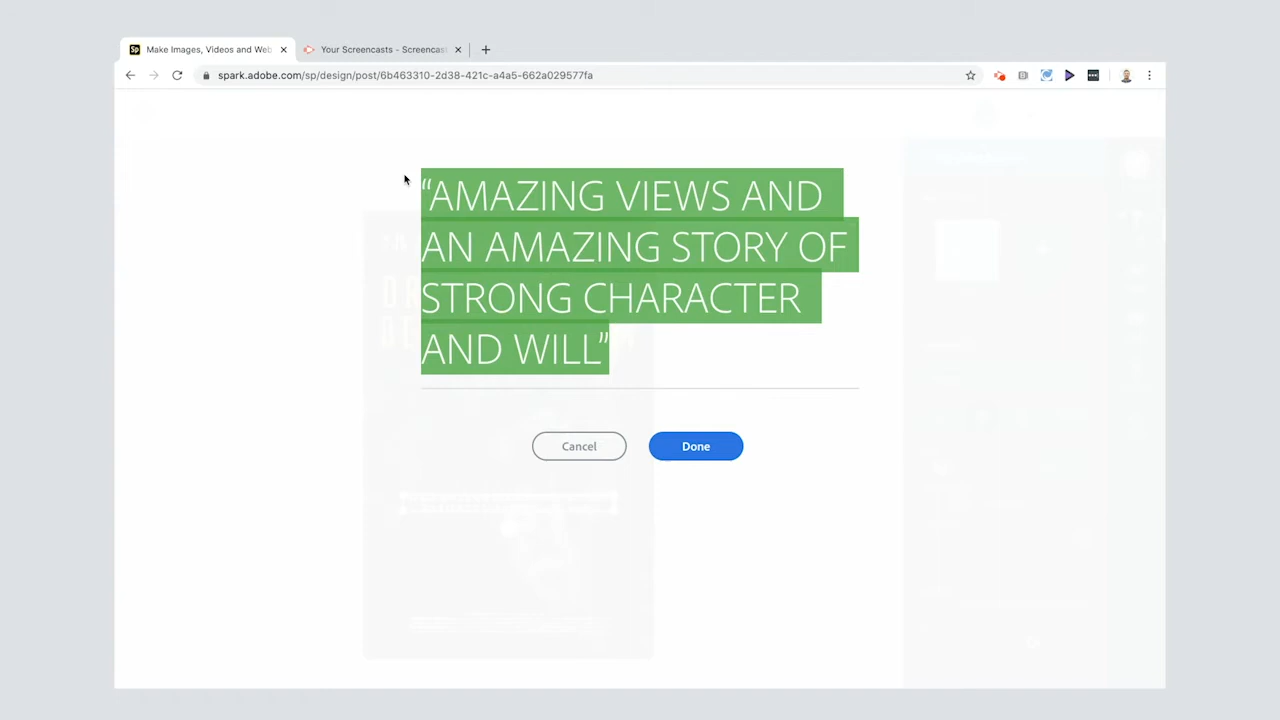 Make Images, Videos and Web
Your Screencasts - Screencas
spark.adobe.com/sp/design/post/6b463310-2d38-421c-a4a5-662a029577fa
“AMAZING VIEWS AND
AN AMAZING STORY OF
STRONG CHARACTER
AND WILL”
Cancel
Done